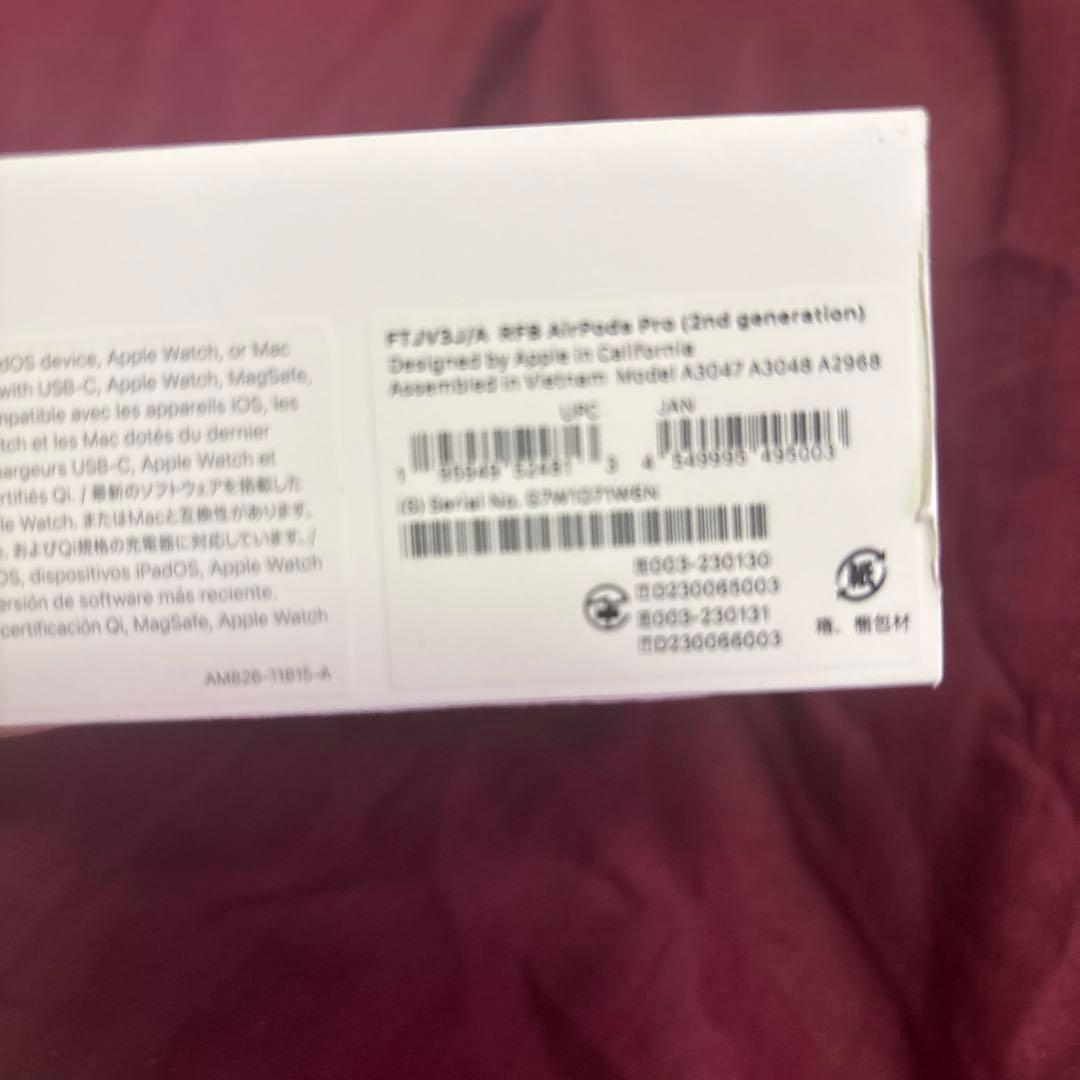 dOS device, Apple Watch, or Mac
with USB-C, Apple Watch, MagSafe,
mpatible avec les appareils iOS, les
tch et les Mac dotés du dernier
argeurs USB-C, Apple Watch et
rtifiés Qi. / 最新のソフトウェアを搭載した
le Watch、またはMacと互換性があります。
、およびQi規格の充電器に対応しています。 /
OS, dispositivos iPadOS, Apple Watch
ersión de software más reciente.
certificación Qi, MagSafe, Apple Watch
AM826-11815-A
FTJV3J/A RFB AirPods Pro (2nd generation)
Designed by Apple in California
Assembled in Vietnam Model A3047 A3048 A2968
UPC JAN
4 549995 495003
(S) Serial No.
003-230130
D230065003
003-230131
D230066003
箱、個包材